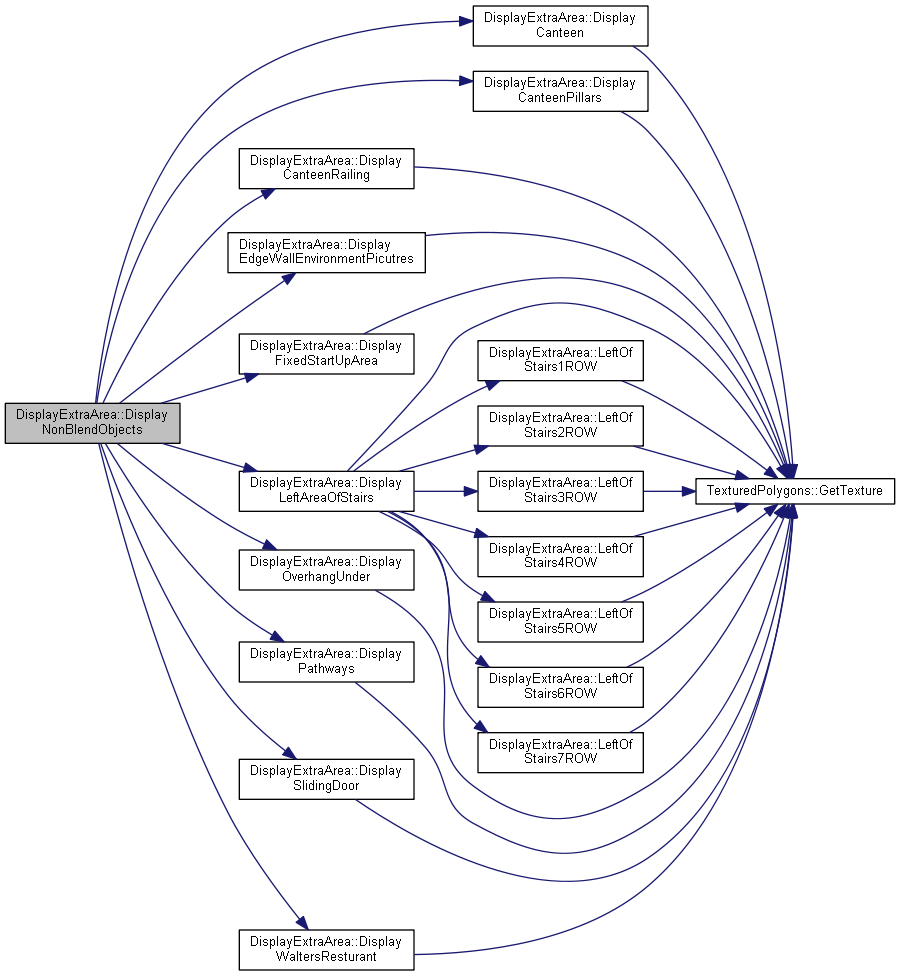 DisplayExtraArea::Display
Canteen
DisplayExtraArea::Display
CanteenPillars
DisplayExtraArea::Display
CanteenRailing
DisplayExtraArea::Display
EdgeWallEnvironmentPicutres
DisplayExtraArea::Display
FixedStartUpArea
DisplayExtraArea::LeftOf
Stairs1ROW
DisplayExtraArea::Display
NonBlendObjects
DisplayExtraArea::LeftOf
Stairs2ROW
DisplayExtraArea::Display
LeftAreaOfStairs
DisplayExtraArea::LeftOf
Stairs3ROW
TexturedPolygons::GetTexture
DisplayExtraArea::LeftOf
Stairs4ROW
DisplayExtraArea::Display
OverhangUnder
DisplayExtraArea::LeftOf
Stairs5ROW
DisplayExtraArea::Display
Pathways
DisplayExtraArea::LeftOf
Stairs6ROW
DisplayExtraArea::LeftOf
Stairs7ROW
DisplayExtraArea::Display
SlidingDoor
DisplayExtraArea::Display
WaltersResturant